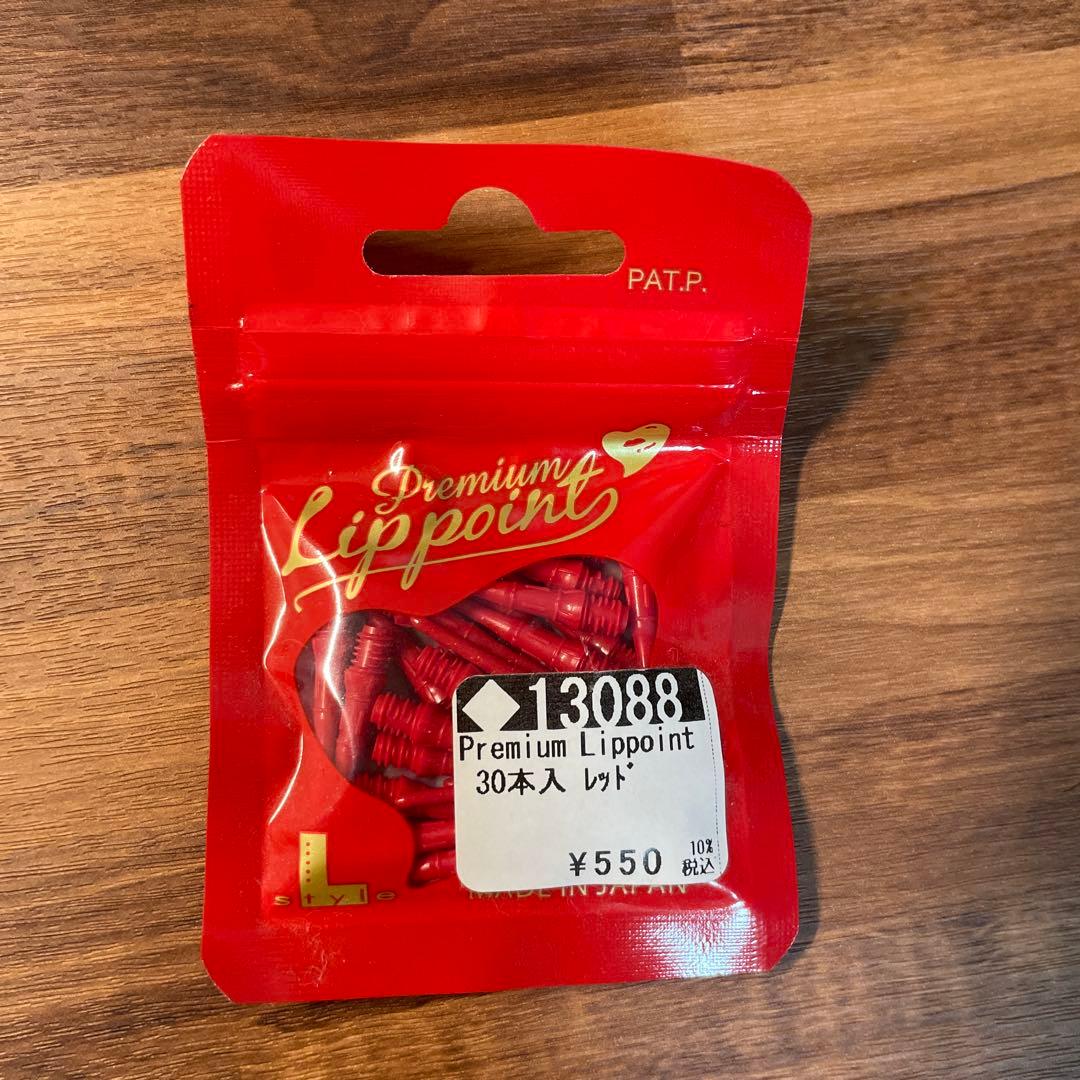 PAT.P.
Premium
Lippoint
◆13088
Premium Lippoint
30本入 ﾚｯﾄﾞ
¥550 10%税込
L style
MADE IN JAPAN